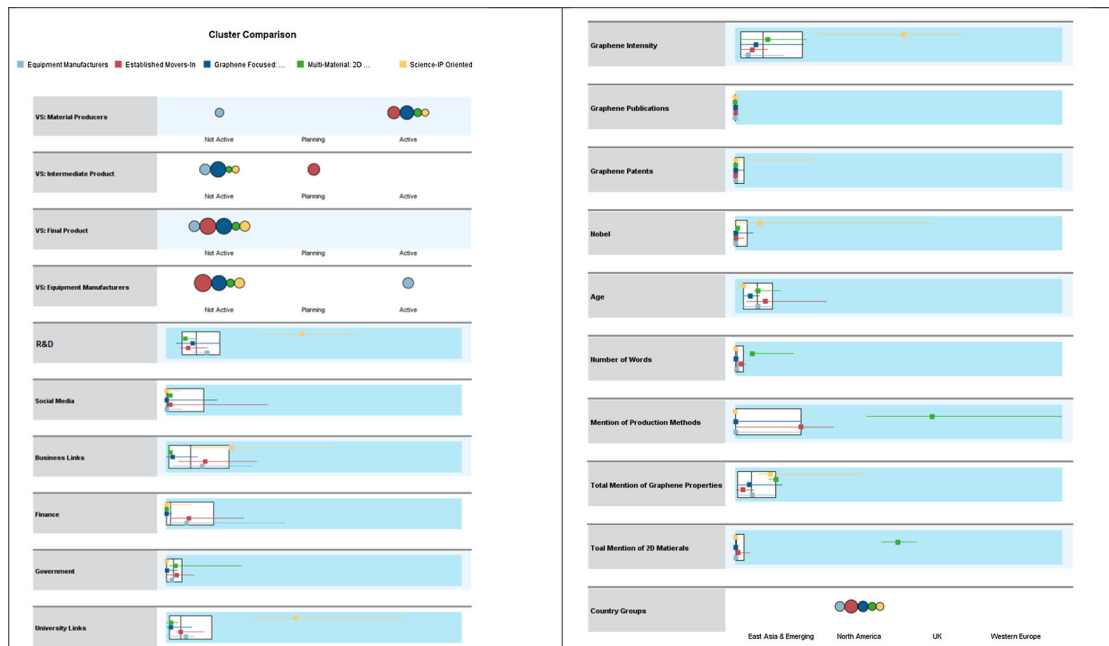 Cluster Comparison
Equipment Manufacturers Established Movers-In Graphene Focused: ... Multi-Material: 2D ... Science-IP Oriented
VS: Material Producers
Not Active Planning Active
VS: Intermediate Product
Not Active Planning Active
VS: Final Product
Not Active Planning Active
VS: Equipment Manufacturers
Not Active Planning Active
R&D
Social Media
Business Links
Finance
Government
University Links
Graphene Intensity
Graphene Publications
Graphene Patents
Nobel
Age
Number of Words
Mention of Production Methods
Total Mention of Graphene Properties
Toal Mention of 2D Matierals
Country Groups
East Asia & Emerging North America UK Western Europe